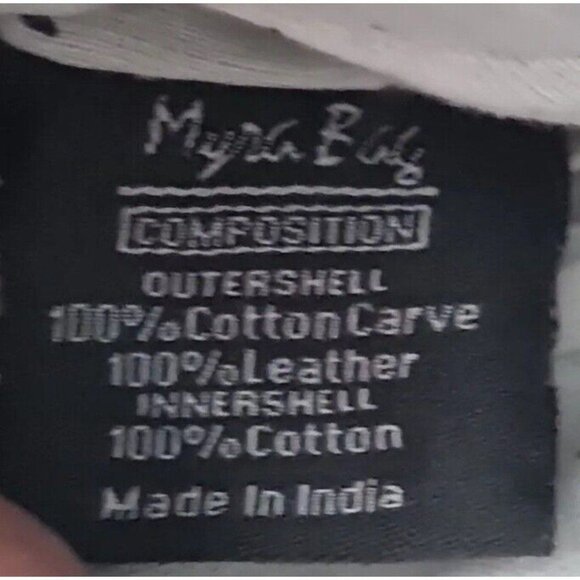 Myra Bag
COMPOSITION
OUTERSHELL
100%CottonCarve
100%Leather
INNERSHELL
100%Cotton
Made In India